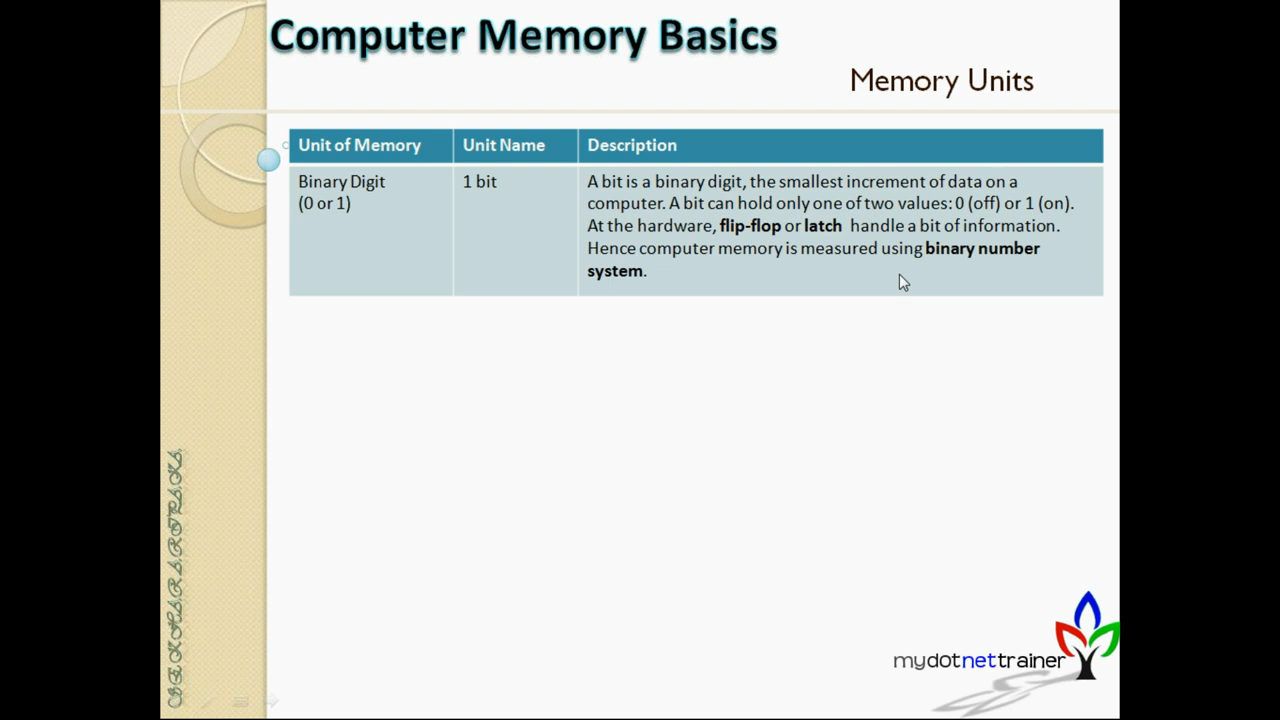 Computer Memory Basics
Memory Units
Unit of Memory
Unit Name
Description
Binary Digit
(0 or 1)
1 bit
A bit is a binary digit, the smallest increment of data on a
computer. A bit can hold only one of two values: 0 (off) or 1 (on).
At the hardware, flip-flop or latch handle a bit of information.
Hence computer memory is measured using binary number
system.
mydotnettrainer